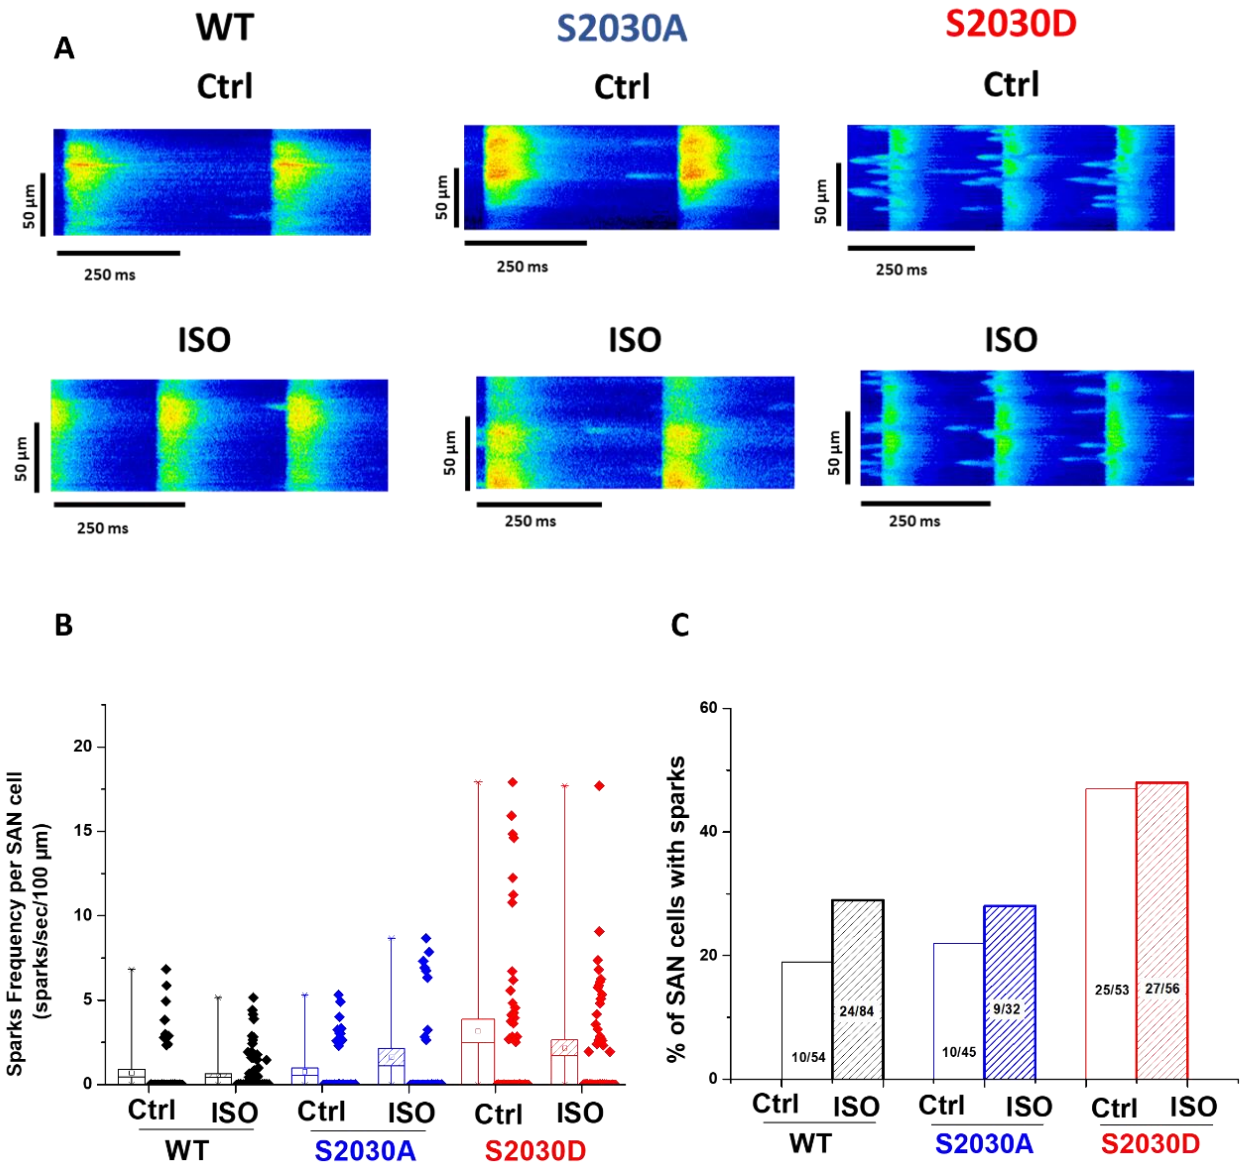 A
WT
S2030A
S2030D
Ctrl
Ctrl
Ctrl
50 µm
50 µm
50 µm
250 ms
250 ms
250 ms
ISO
ISO
ISO
50 µm
50 µm
50 µm
250 ms
250 ms
250 ms
B
Sparks Frequency per SAN cell
(sparks/sec/100 µm)
20
15
10
5
0
Ctrl
ISO
Ctrl
ISO
Ctrl
ISO
WT
S2030A
S2030D
C
% of SAN cells with sparks
60
40
20
0
10/54
24/84
10/45
9/32
25/53
27/56
Ctrl
ISO
Ctrl
ISO
Ctrl
ISO
WT
S2030A
S2030D